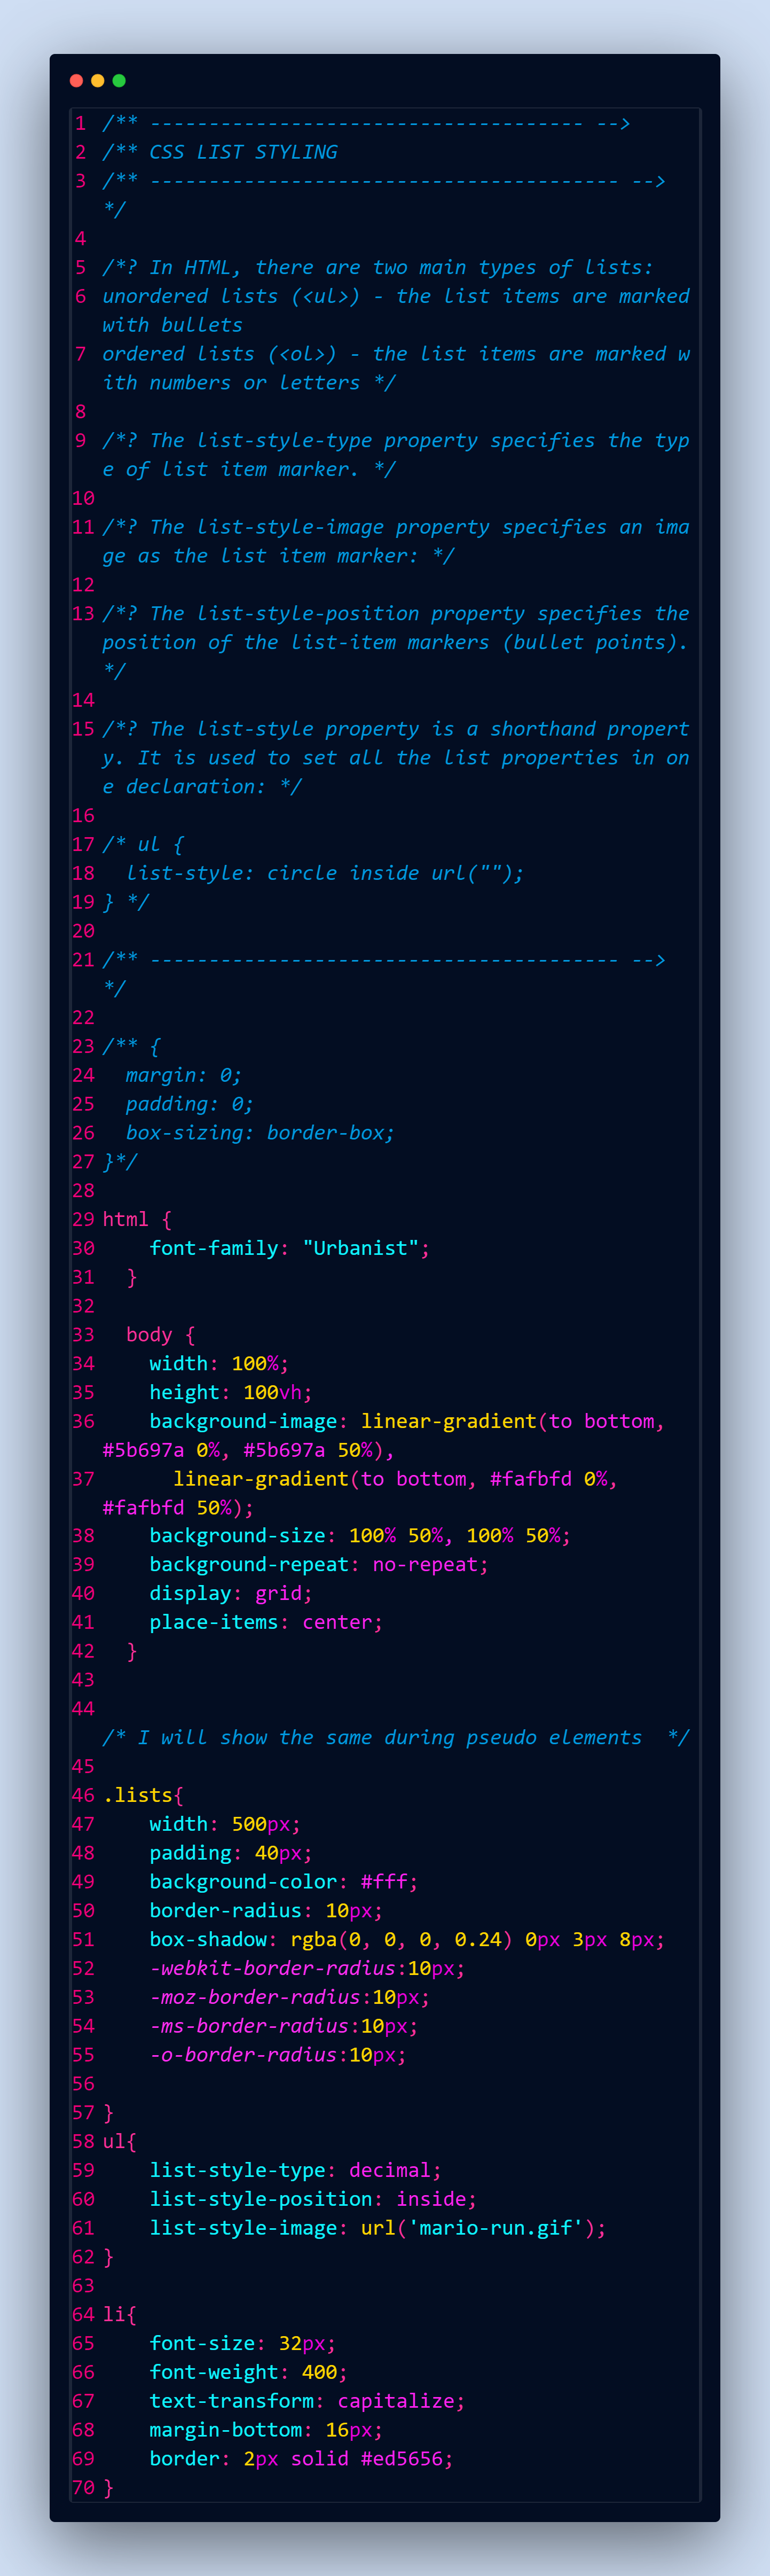 1 /** ------------------------------------- -->
2 /** CSS LIST STYLING
3 /** ---------------------------------------- -->
*/
4
5 /*? In HTML, there are two main types of lists:
6 unordered lists (<ul>) - the list items are marked
with bullets
7 ordered lists (<ol>) - the list items are marked w
ith numbers or letters */
8
9 /*? The list-style-type property specifies the typ
e of list item marker. */
10
11 /*? The list-style-image property specifies an ima
ge as the list item marker: */
12
13 /*? The list-style-position property specifies the
position of the list-item markers (bullet points).
*/
14
15 /*? The list-style property is a shorthand propert
y. It is used to set all the list properties in on
e declaration: */
16
17 /* ul {
18   list-style: circle inside url("");
19 } */
20
21 /** ---------------------------------------- -->
*/
22
23 /** {
24   margin: 0;
25   padding: 0;
26   box-sizing: border-box;
27 }*/
28
29 html {
30     font-family: "Urbanist";
31   }
32
33   body {
34     width: 100%;
35     height: 100vh;
36     background-image: linear-gradient(to bottom,
#5b697a 0%, #5b697a 50%),
37       linear-gradient(to bottom, #fafbfd 0%,
#fafbfd 50%);
38     background-size: 100% 50%, 100% 50%;
39     background-repeat: no-repeat;
40     display: grid;
41     place-items: center;
42   }
43
44
/* I will show the same during pseudo elements  */
45
46 .lists{
47     width: 500px;
48     padding: 40px;
49     background-color: #fff;
50     border-radius: 10px;
51     box-shadow: rgba(0, 0, 0, 0.24) 0px 3px 8px;
52     -webkit-border-radius:10px;
53     -moz-border-radius:10px;
54     -ms-border-radius:10px;
55     -o-border-radius:10px;
56
57 }
58 ul{
59     list-style-type: decimal;
60     list-style-position: inside;
61     list-style-image: url('mario-run.gif');
62 }
63
64 li{
65     font-size: 32px;
66     font-weight: 400;
67     text-transform: capitalize;
68     margin-bottom: 16px;
69     border: 2px solid #ed5656;
70 }